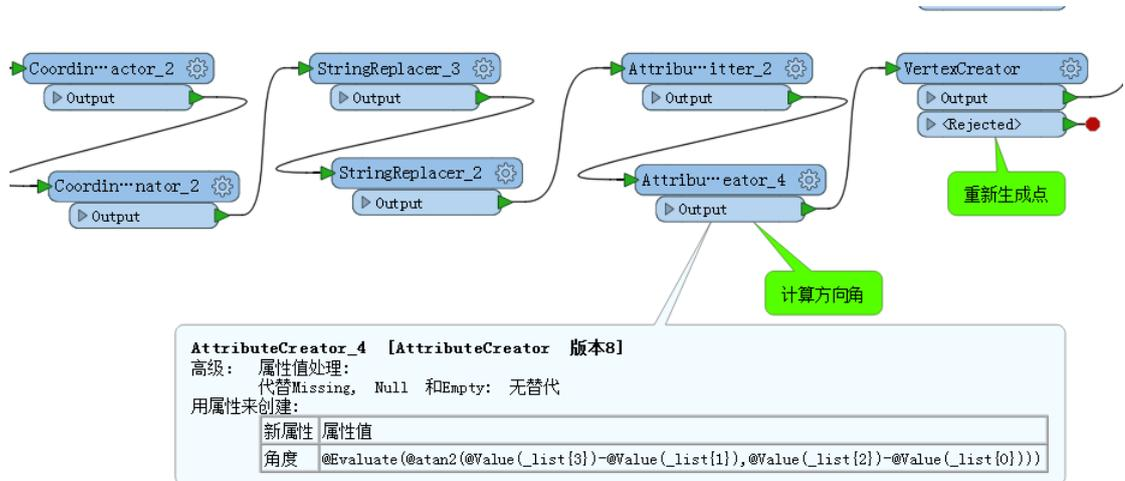 Coordin…actor_2
Output
StringReplacer_3
Output
Attribu…itter_2
Output
VertexCreator
Output
<Rejected>
Coordin…nator_2
Output
StringReplacer_2
Output
Attribu…eator_4
Output
重新生成点
计算方向角
AttributeCreator_4 [AttributeCreator 版本8]
高级: 属性值处理:
代替Missing, Null 和Empty: 无替代
用属性来创建:
新属性 属性值
角度 @Evaluate(@atan2(@Value(_list{3})-@Value(_list{1}),@Value(_list{2})-@Value(_list{0})))